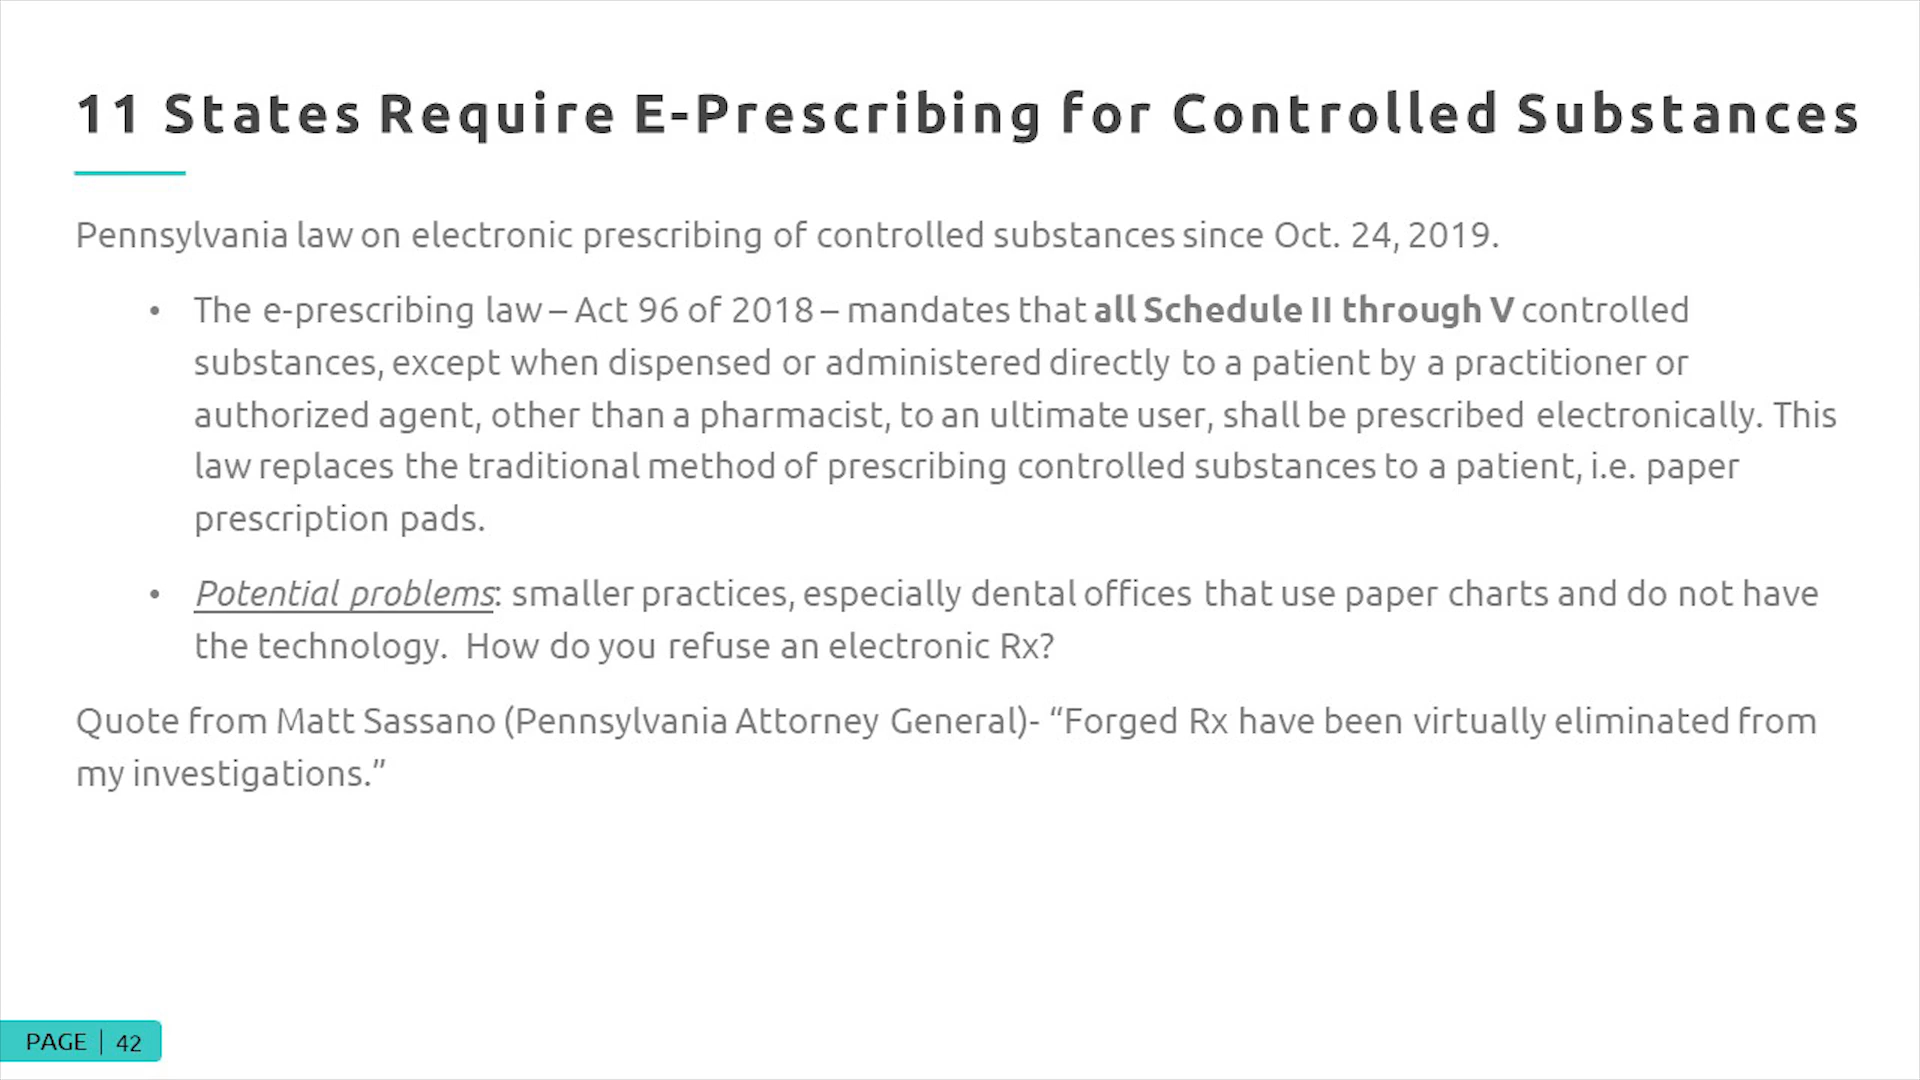 11 States Require E-Prescribing for Controlled Substances
Pennsylvania law on electronic prescribing of controlled substances since Oct. 24, 2019.
• The e-prescribing law – Act 96 of 2018 – mandates that all Schedule II through V controlled
substances, except when dispensed or administered directly to a patient by a practitioner or
authorized agent, other than a pharmacist, to an ultimate user, shall be prescribed electronically. This
law replaces the traditional method of prescribing controlled substances to a patient, i.e. paper
prescription pads.
• Potential problems: smaller practices, especially dental offices that use paper charts and do not have
the technology.  How do you refuse an electronic Rx?
Quote from Matt Sassano (Pennsylvania Attorney General)- “Forged Rx have been virtually eliminated from
my investigations.”
PAGE | 42